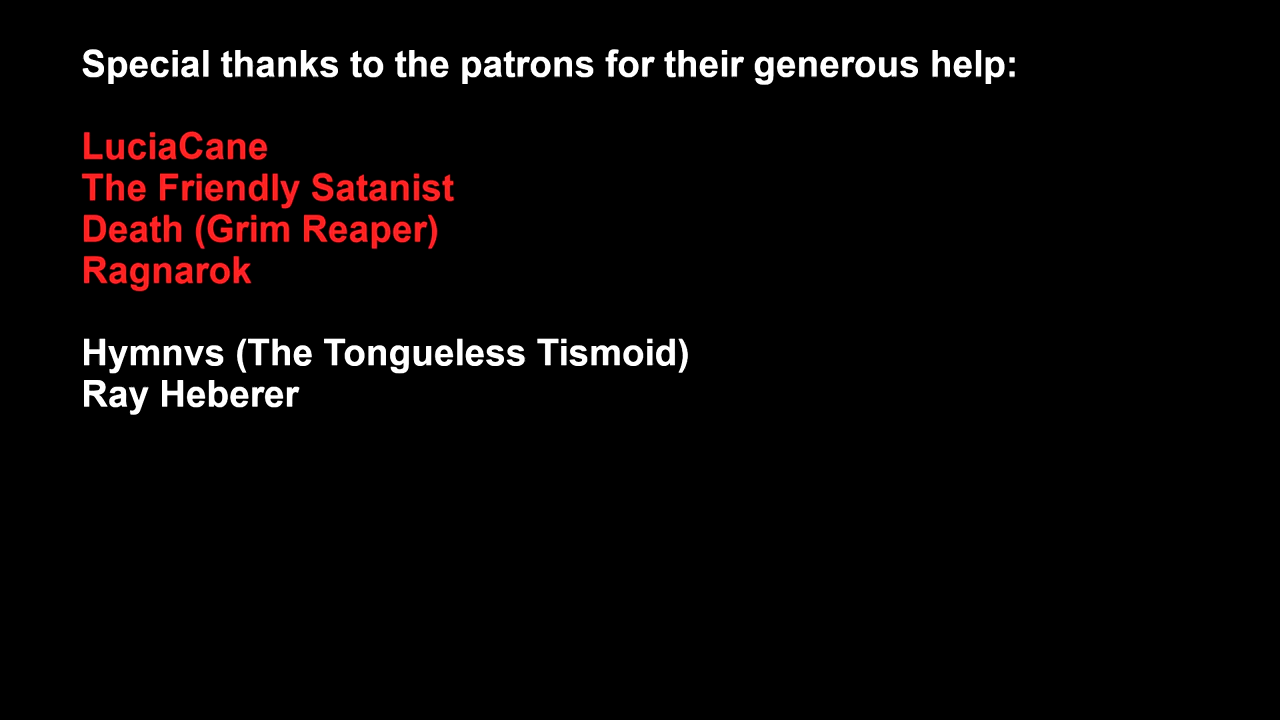 Special thanks to the patrons for their generous help:
LuciaCane
The Friendly Satanist
Death (Grim Reaper)
Ragnarok
Hymnvs (The Tongueless Tismoid)
Ray Heberer